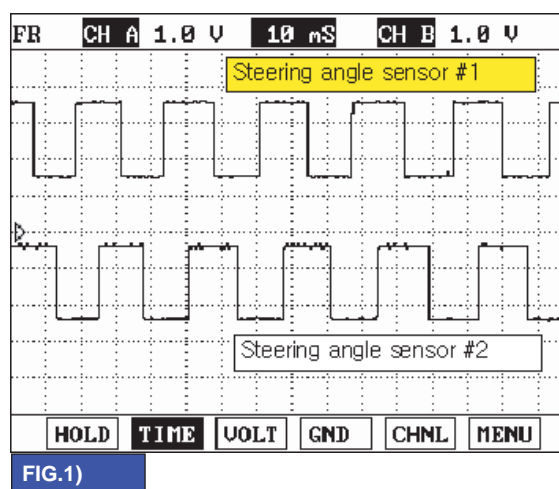 FR CH A 1.0 V 10 mS CH B 1.0 V
Steering angle sensor #1
Steering angle sensor #2
HOLD TIME VOLT GND CHNL MENU
FIG.1)